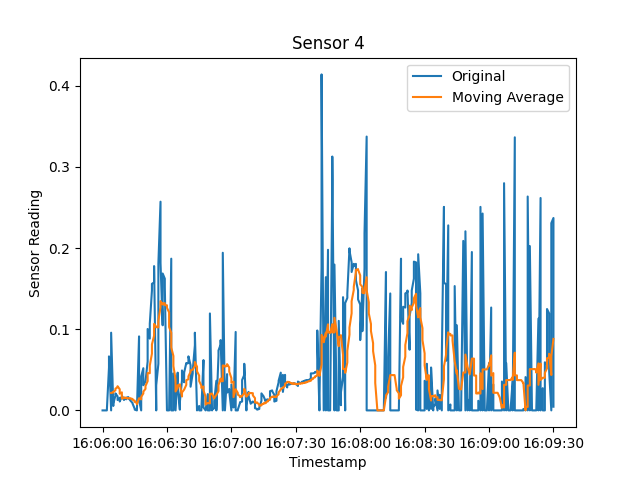 Sensor 4
Original
Moving Average
Sensor Reading
0.4
0.3
0.2
0.1
0.0
16:06:00 16:06:30 16:07:00 16:07:30 16:08:00 16:08:30 16:09:00 16:09:30
Timestamp